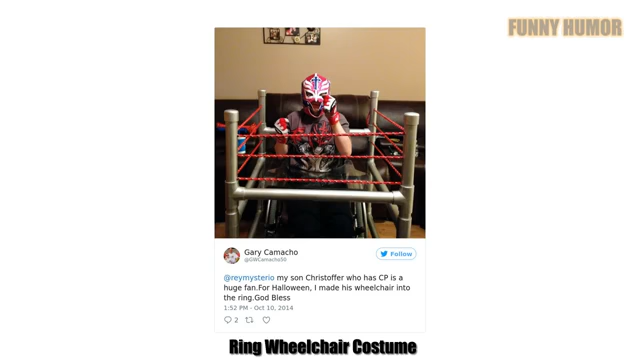 FUNNY HUMOR
Gary Camacho
@GWCamacho50
Follow
@reymysterio my son Christoffer who has CP is a
huge fan.For Halloween, I made his wheelchair into
the ring.God Bless
1:52 PM - Oct 10, 2014
2
Ring Wheelchair Costume